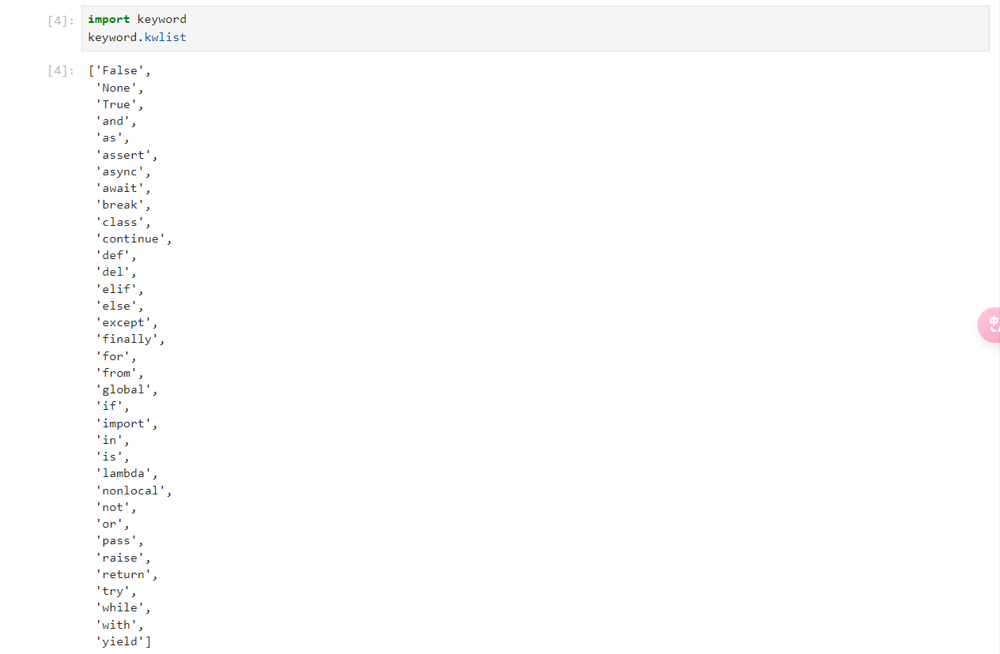 [4]: import keyword
keyword.kwlist
[4]: ['False',
'None',
'True',
'and',
'as',
'assert',
'async',
'await',
'break',
'class',
'continue',
'def',
'del',
'elif',
'else',
'except',
'finally',
'for',
'from',
'global',
'if',
'import',
'in',
'is',
'lambda',
'nonlocal',
'not',
'or',
'pass',
'raise',
'return',
'try',
'while',
'with',
'yield']
中